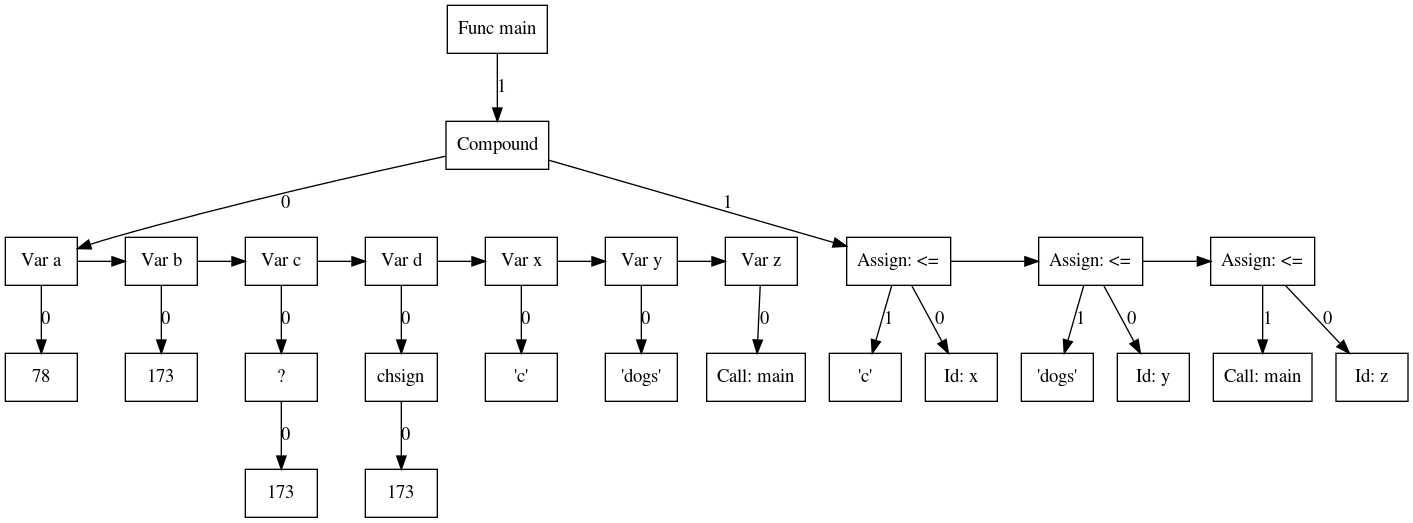 Func main
1
Compound
0
1
Var a
Var b
Var c
Var d
Var x
Var y
Var z
Assign: <=
Assign: <=
Assign: <=
0
0
0
0
0
0
0
1
0
1
0
1
0
78
173
?
chsign
'c'
'dogs'
Call: main
'c'
Id: x
'dogs'
Id: y
Call: main
Id: z
0
0
173
173